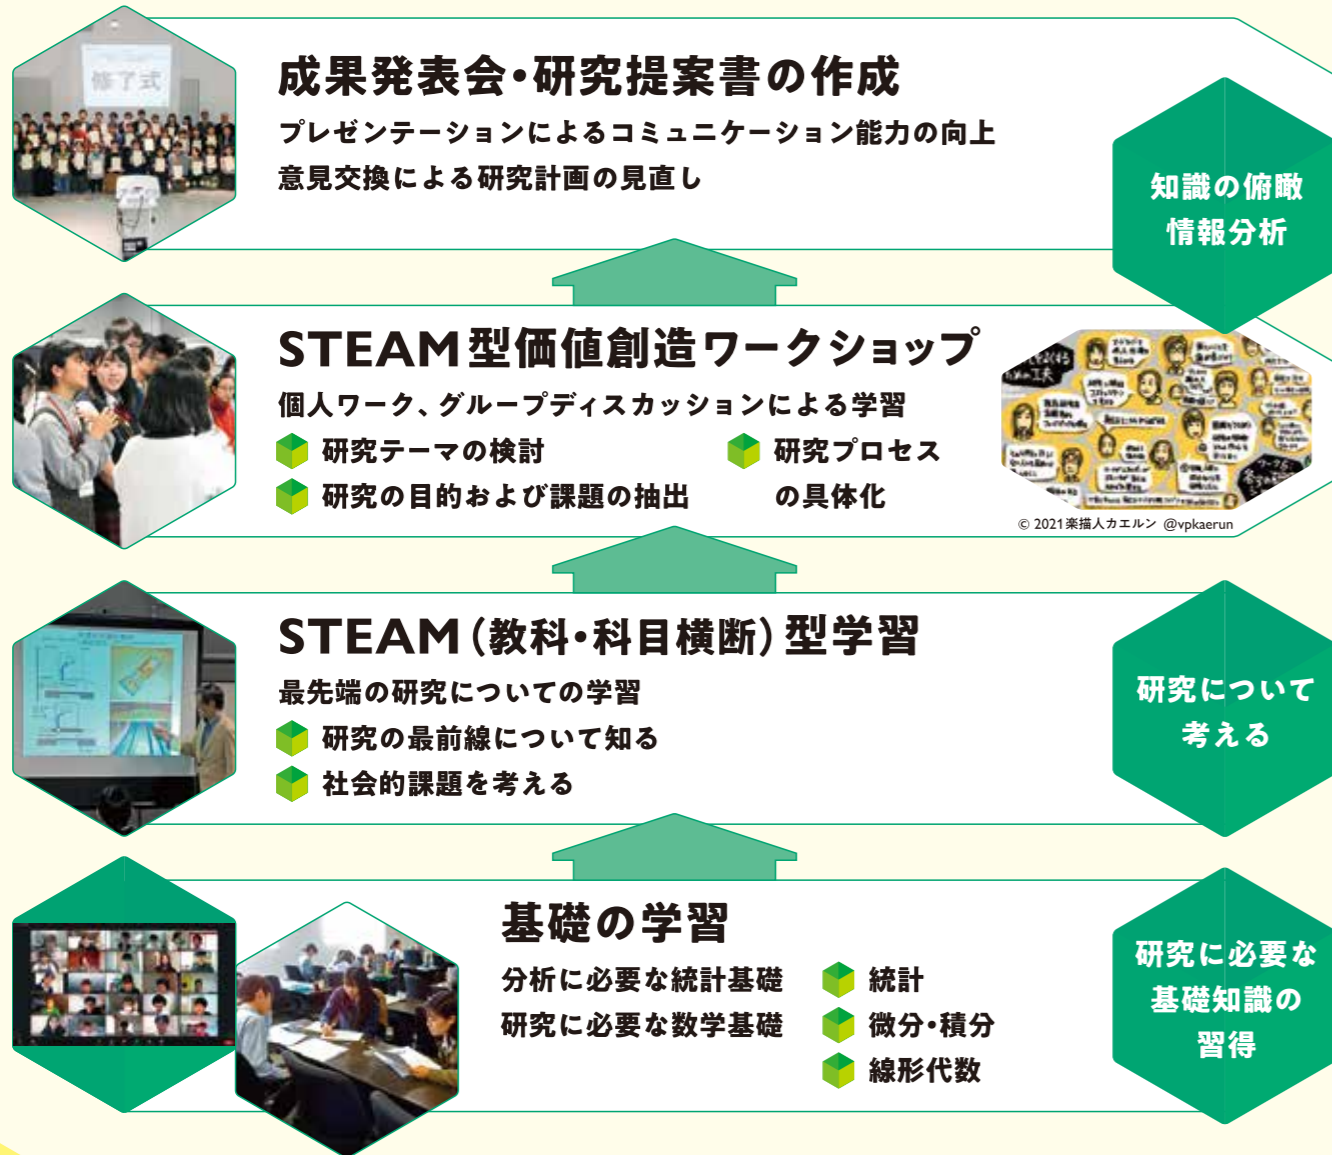 修了式
成果発表会・研究提案書の作成
プレゼンテーションによるコミュニケーション能力の向上
意見交換による研究計画の見直し
知識の俯瞰
情報分析
STEAM型価値創造ワークショップ
個人ワーク、グループディスカッションによる学習
研究テーマの検討
研究の目的および課題の抽出
研究プロセス
の具体化
© 2021楽描人カエルン @vpkaerun
STEAM(教科・科目横断)型学習
最先端の研究についての学習
研究の最前線について知る
社会的課題を考える
研究について
考える
基礎の学習
分析に必要な統計基礎
研究に必要な数学基礎
統計
微分・積分
線形代数
研究に必要な
基礎知識の
習得